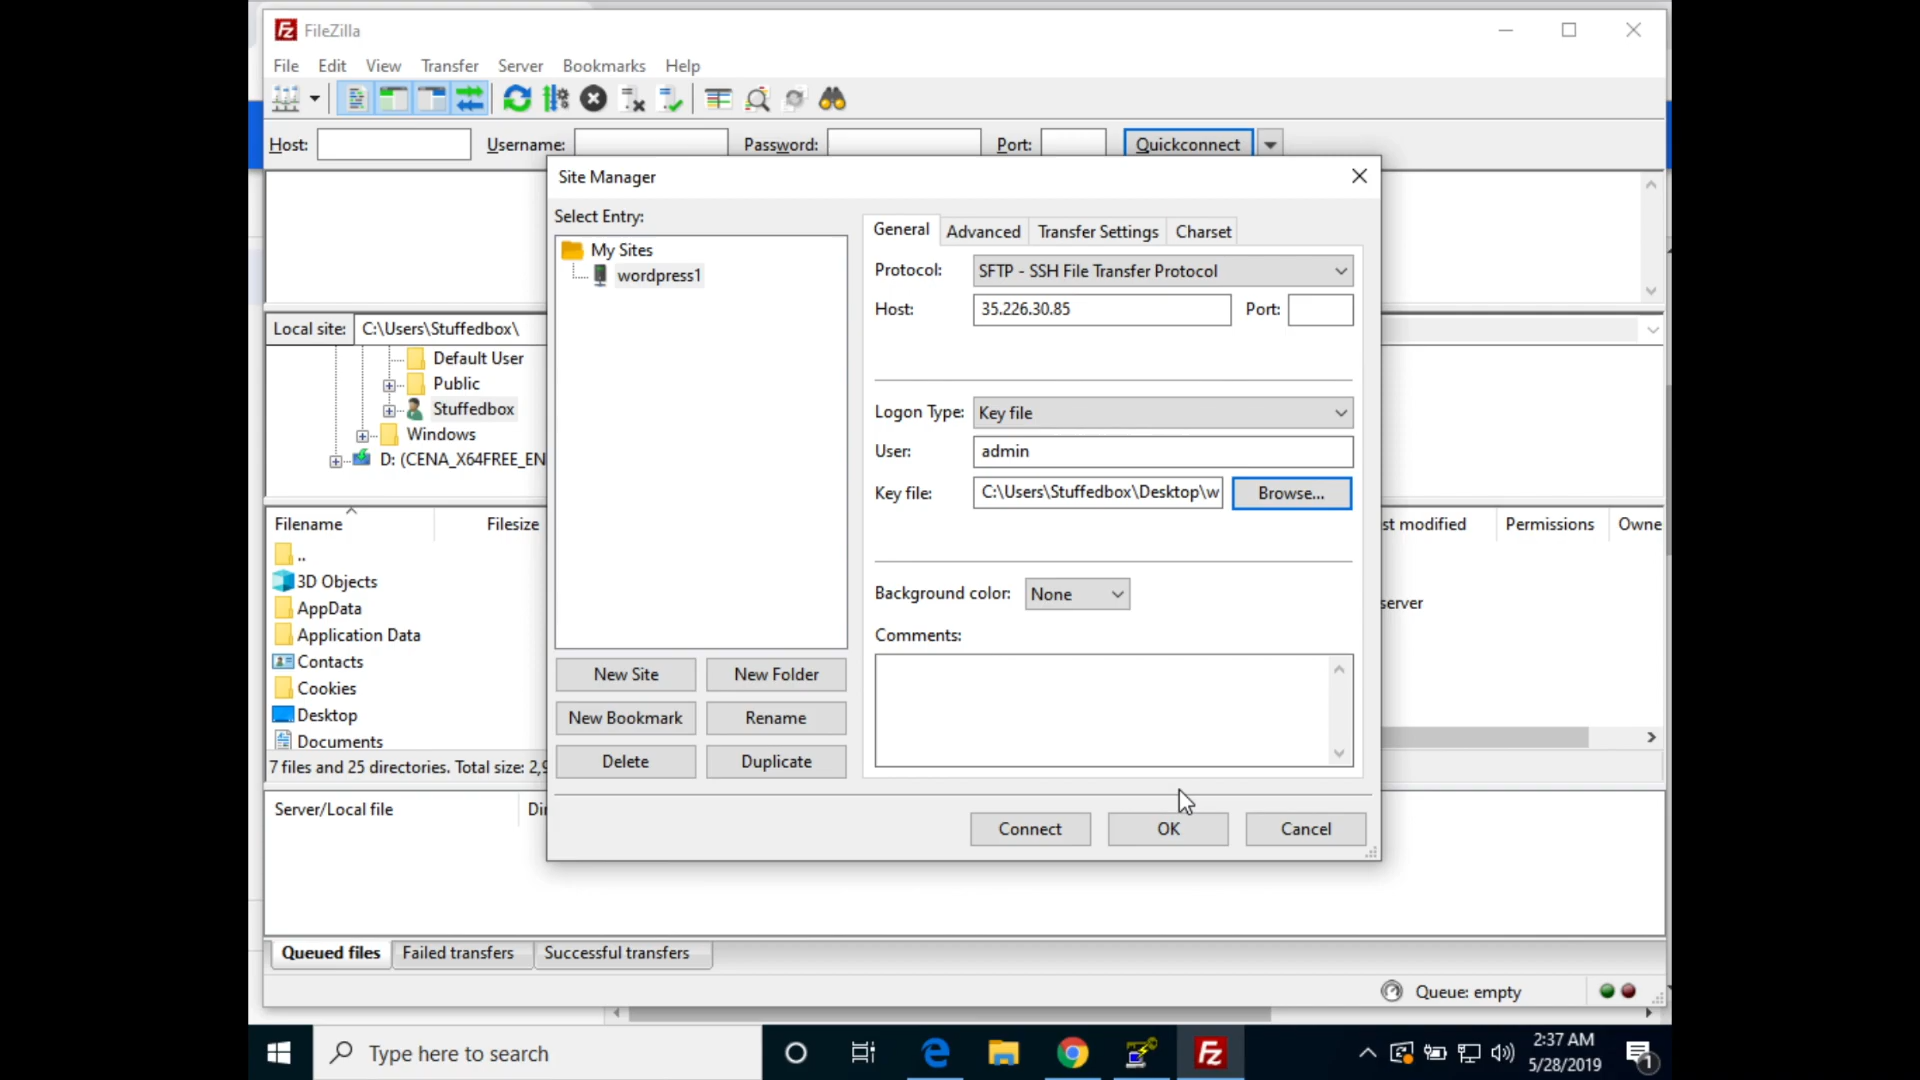 FileZilla
File Edit View Transfer Server Bookmarks Help
Host: Username: Password: Port: Quickconnect
Site Manager
Select Entry:
My Sites
wordpress1
New Site New Folder
New Bookmark Rename
Delete Duplicate
General Advanced Transfer Settings Charset
Protocol: SFTP - SSH File Transfer Protocol
Host: 35.226.30.85 Port:
Logon Type: Key file
User: admin
Key file: C:\Users\Stuffedbox\Desktop\w Browse...
Background color: None
Comments:
Connect OK Cancel
Local site: C:\Users\Stuffedbox\
Default User
Public
Stuffedbox
Windows
D: (CENA_X64FREE_EN
Filename Filesize
..
3D Objects
AppData
Application Data
Contacts
Cookies
Desktop
Documents
7 files and 25 directories. Total size: 2,9
st modified Permissions Owne
server
Server/Local file Di
Queued files Failed transfers Successful transfers
Queue: empty
Type here to search
2:37 AM
5/28/2019
1